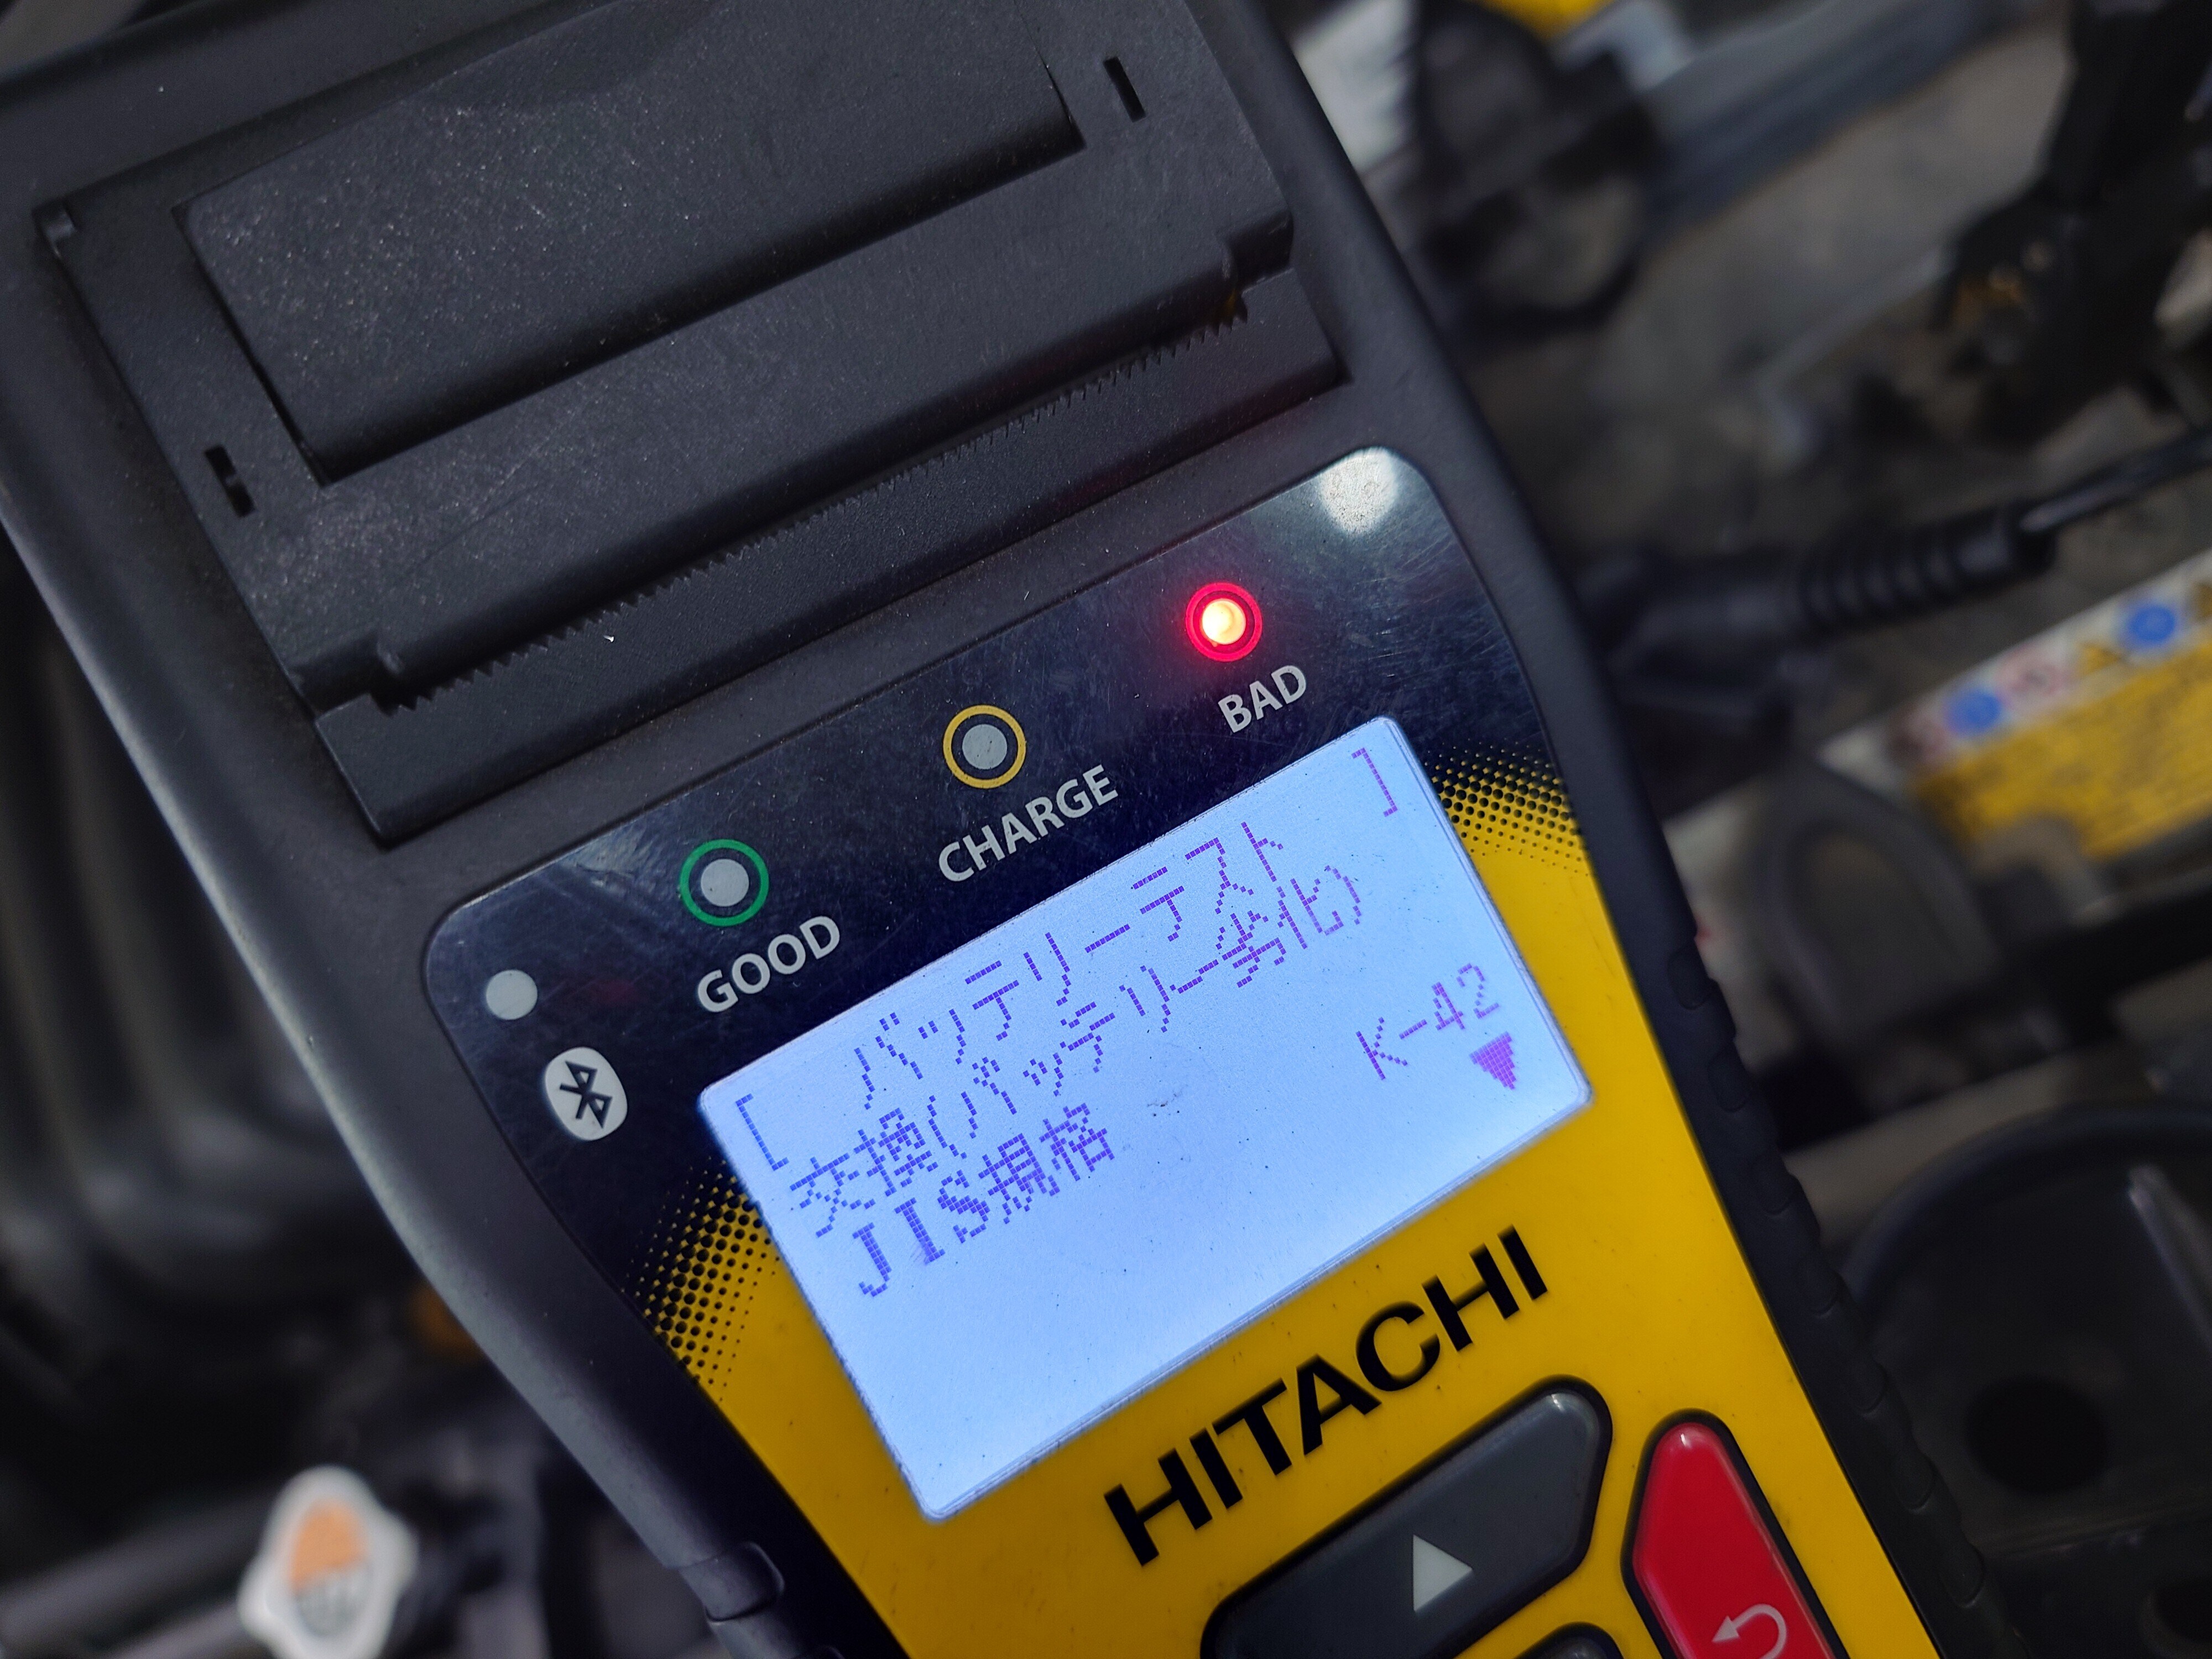 BAD
CHARGE
GOOD
[ バッテリーテスト ]
交換(バッテリー劣化)
JIS規格 K-42
HITACHI